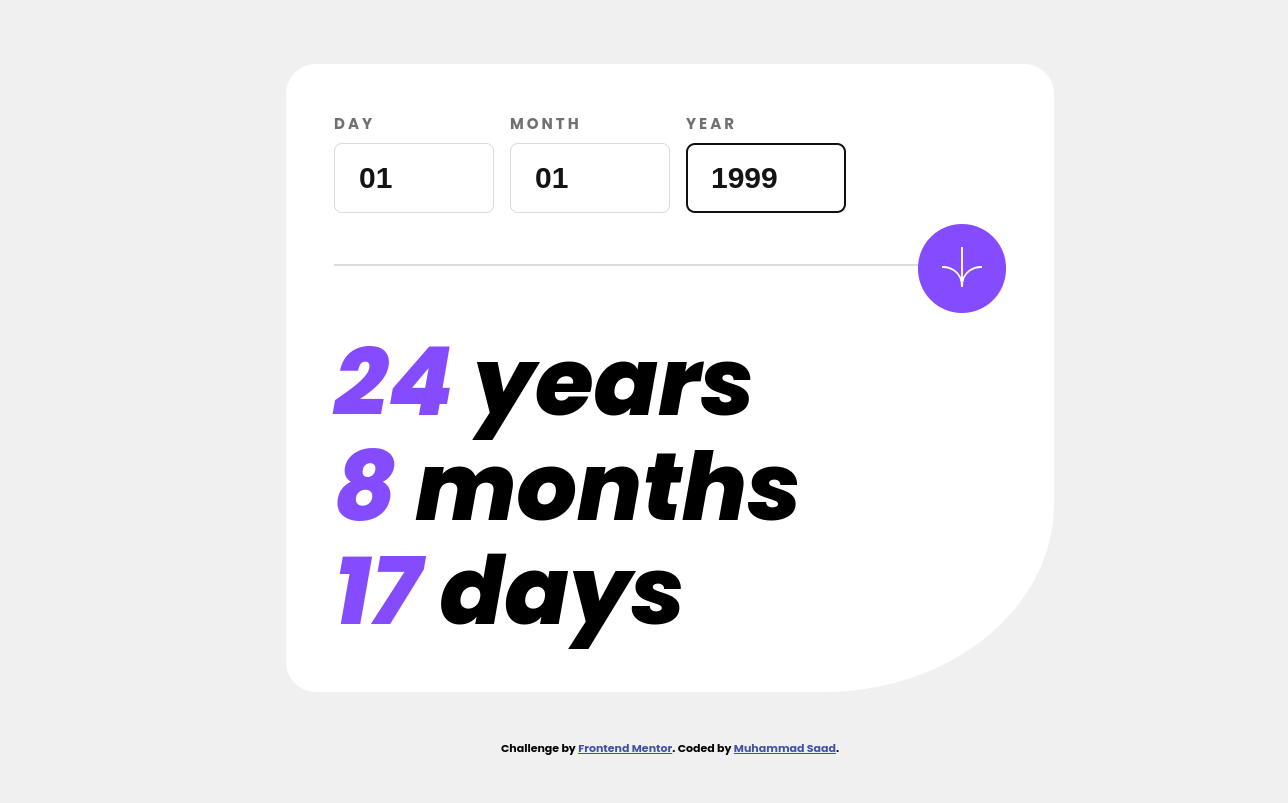 DAY MONTH YEAR
01 01 1999
24 years
8 months
17 days
Challenge by Frontend Mentor. Coded by Muhammad Saad.